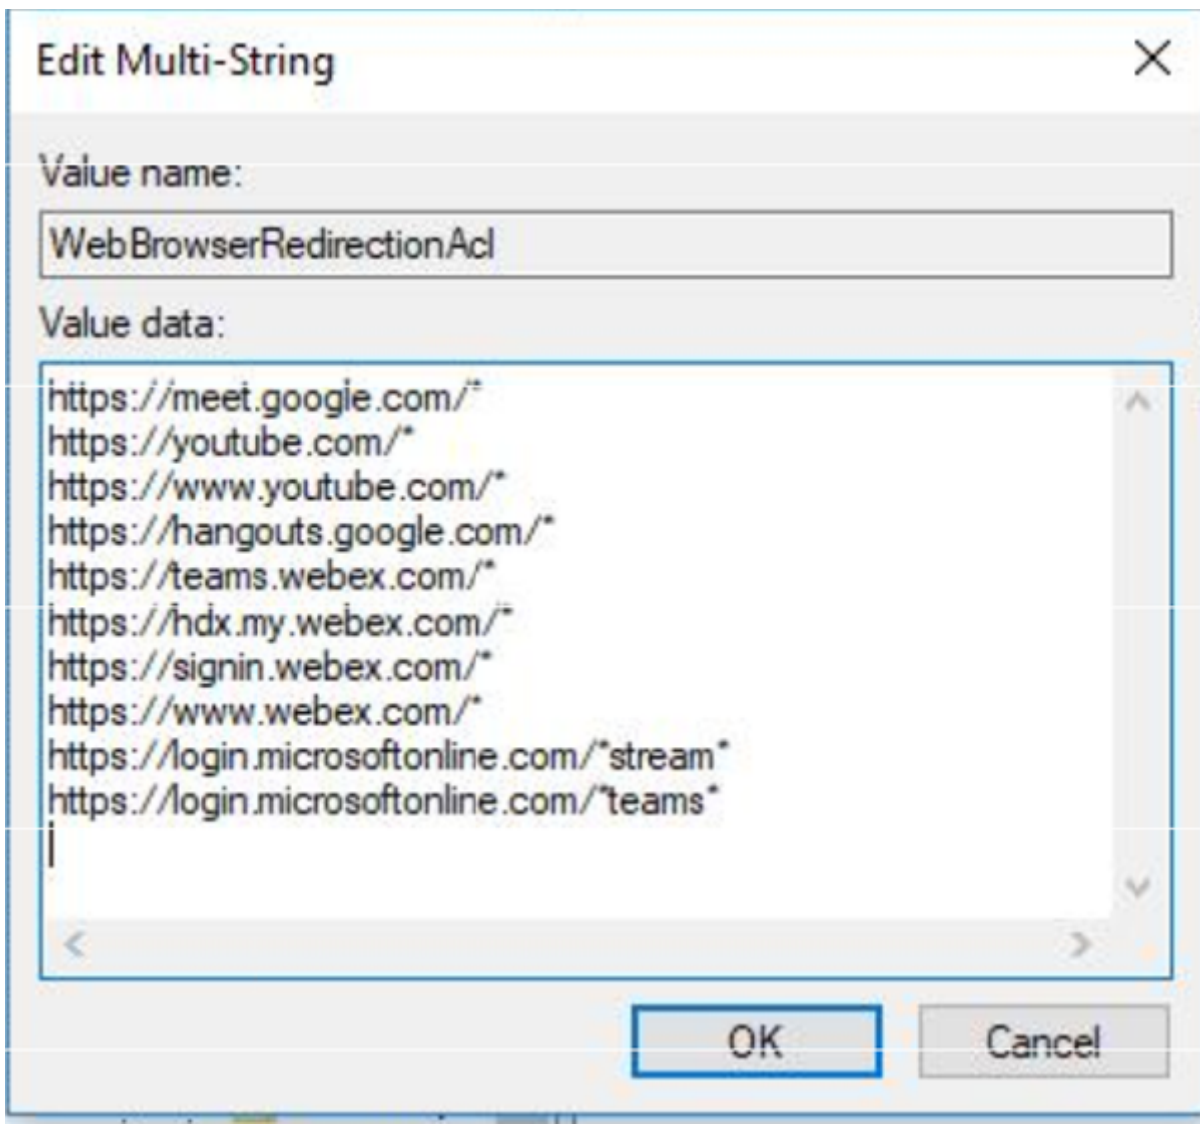 Edit Multi-String
Value name:
WebBrowserRedirectionAcl
Value data:
https://meet.google.com/*
https://youtube.com/*
https://www.youtube.com/*
https://hangouts.google.com/*
https://teams.webex.com/*
https://hdx.my.webex.com/*
https://signin.webex.com/*
https://www.webex.com/*
https://login.microsoftonline.com/*stream*
https://login.microsoftonline.com/*teams*
OK
Cancel